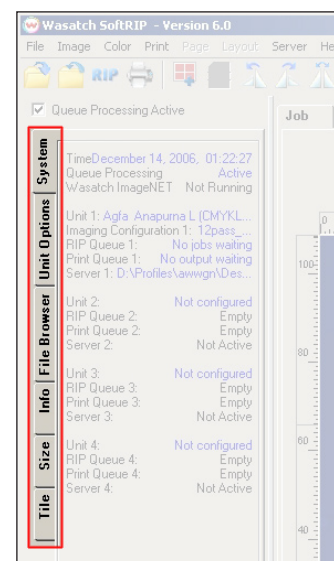 Wasatch SoftRIP - Version 6.0
File Image Color Print Page Layout Server He
RIP
Queue Processing Active
Job
System
Unit Options
File Browser
Info
Size
Tile
TimeDecember 14, 2006, 01:22:27
Queue Processing Active
Wasatch ImageNET Not Running
Unit 1: Agfa Anapurna L (CMYKL...
Imaging Configuration 1: 12pass_...
RIP Queue 1: No jobs waiting
Print Queue 1: No output waiting
Server 1: D:\Profiles\awwgn\Des...
Unit 2: Not configured
RIP Queue 2: Empty
Print Queue 2: Empty
Server 2: Not Active
Unit 3: Not configured
RIP Queue 3: Empty
Print Queue 3: Empty
Server 3: Not Active
Unit 4: Not configured
RIP Queue 4: Empty
Print Queue 4: Empty
Server 4: Not Active
0
100
80
60
40